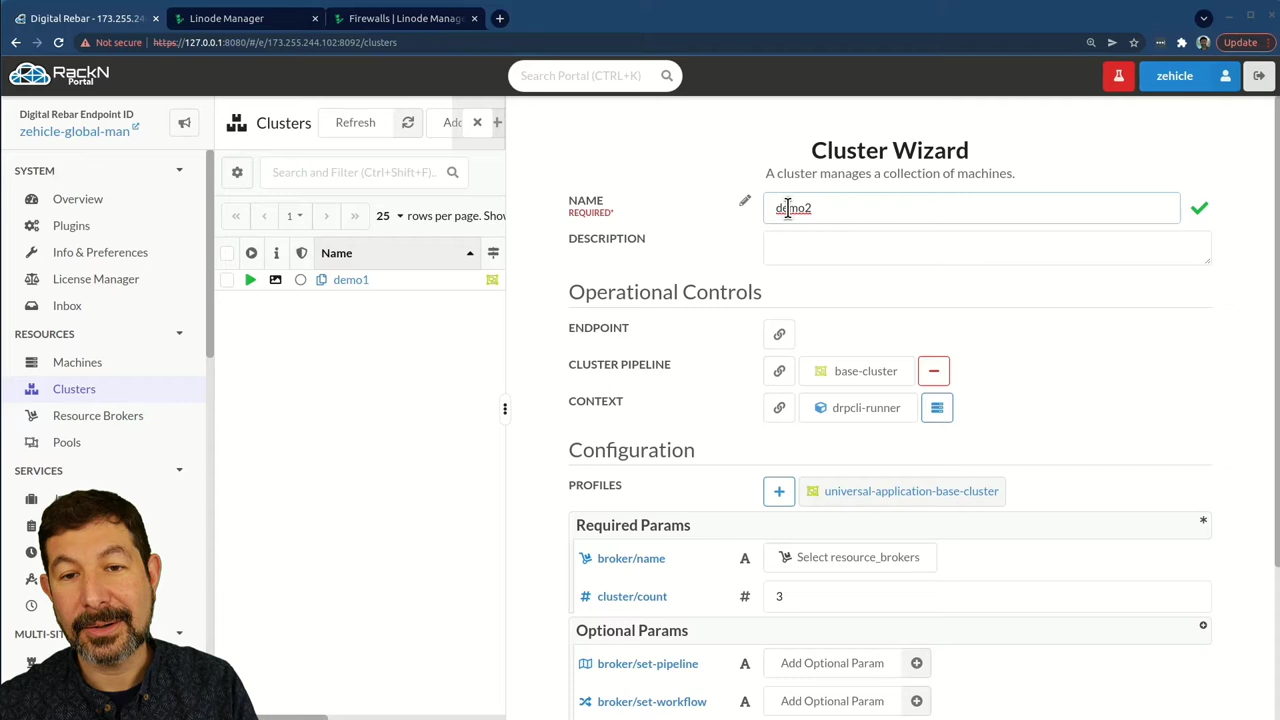 Digital Rebar - 173.255.24
Linode Manager
Firewalls | Linode Manage
Not secure
https://127.0.0.1:8080/#/e/173.255.244.102:8092/clusters
Update
RackN
Portal
Search Portal (CTRL+K)
zehicle
Digital Rebar Endpoint ID
zehicle-global-man
SYSTEM
Overview
Plugins
Info & Preferences
License Manager
Inbox
RESOURCES
Machines
Clusters
Resource Brokers
Pools
SERVICES
MULTI-SIT
Clusters
Refresh
Add
Search and Filter (Ctrl+Shift+F)..
1
25 rows per page. Show
Name
demo1
Cluster Wizard
A cluster manages a collection of machines.
NAME
REQUIRED*
demo2
DESCRIPTION
Operational Controls
ENDPOINT
CLUSTER PIPELINE
base-cluster
CONTEXT
drpcli-runner
Configuration
PROFILES
universal-application-base-cluster
Required Params
*
broker/name
A
Select resource_brokers
# cluster/count
#
3
Optional Params
broker/set-pipeline
A
Add Optional Param
broker/set-workflow
A
Add Optional Param